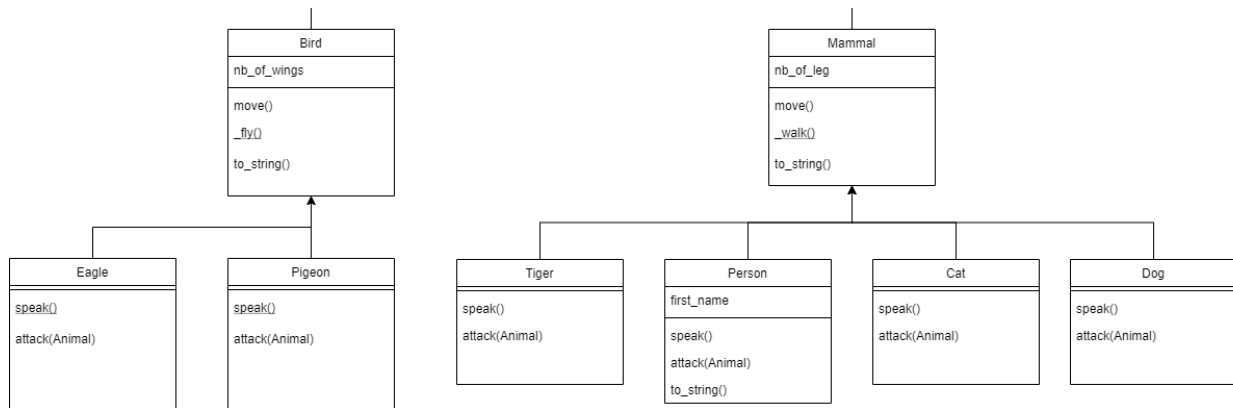 Bird
nb_of_wings
move()
_fly()
to_string()
Mammal
nb_of_leg
move()
_walk()
to_string()
Eagle
speak()
attack(Animal)
Pigeon
speak()
attack(Animal)
Tiger
speak()
attack(Animal)
Person
first_name
speak()
attack(Animal)
to_string()
Cat
speak()
attack(Animal)
Dog
speak()
attack(Animal)